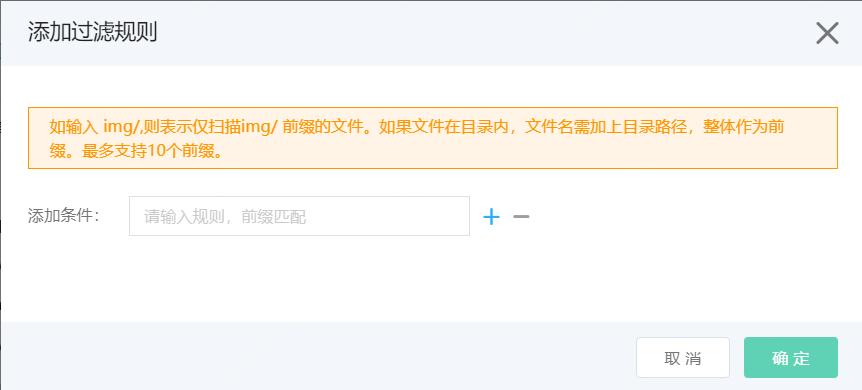 添加过滤规则
如输入 img/,则表示仅扫描img/ 前缀的文件。如果文件在目录内，文件名需加上目录路径，整体作为前
缀。最多支持10个前缀。
添加条件： 请输入规则，前缀匹配
取 消 确 定